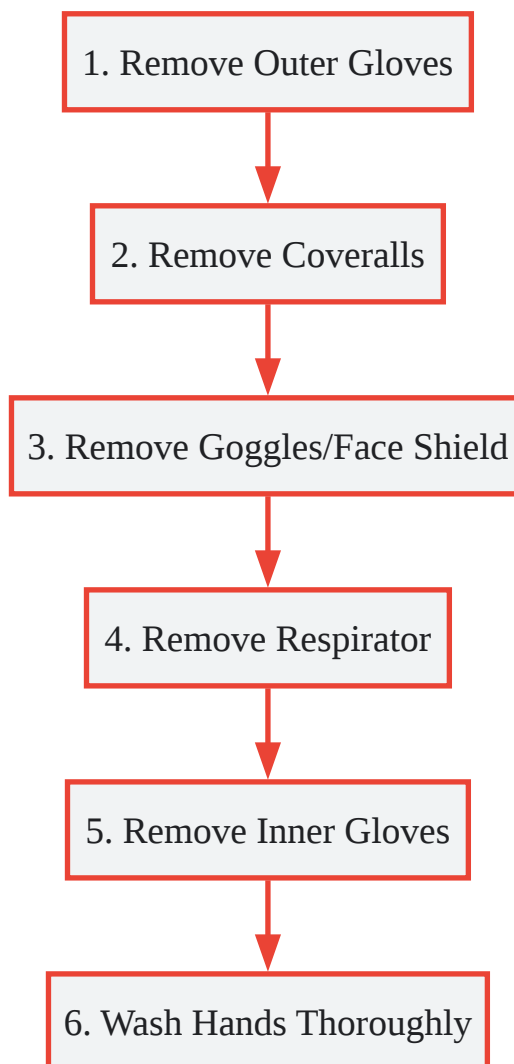 1. Remove Outer Gloves
2. Remove Coveralls
3. Remove Goggles/Face Shield
4. Remove Respirator
5. Remove Inner Gloves
6. Wash Hands Thoroughly